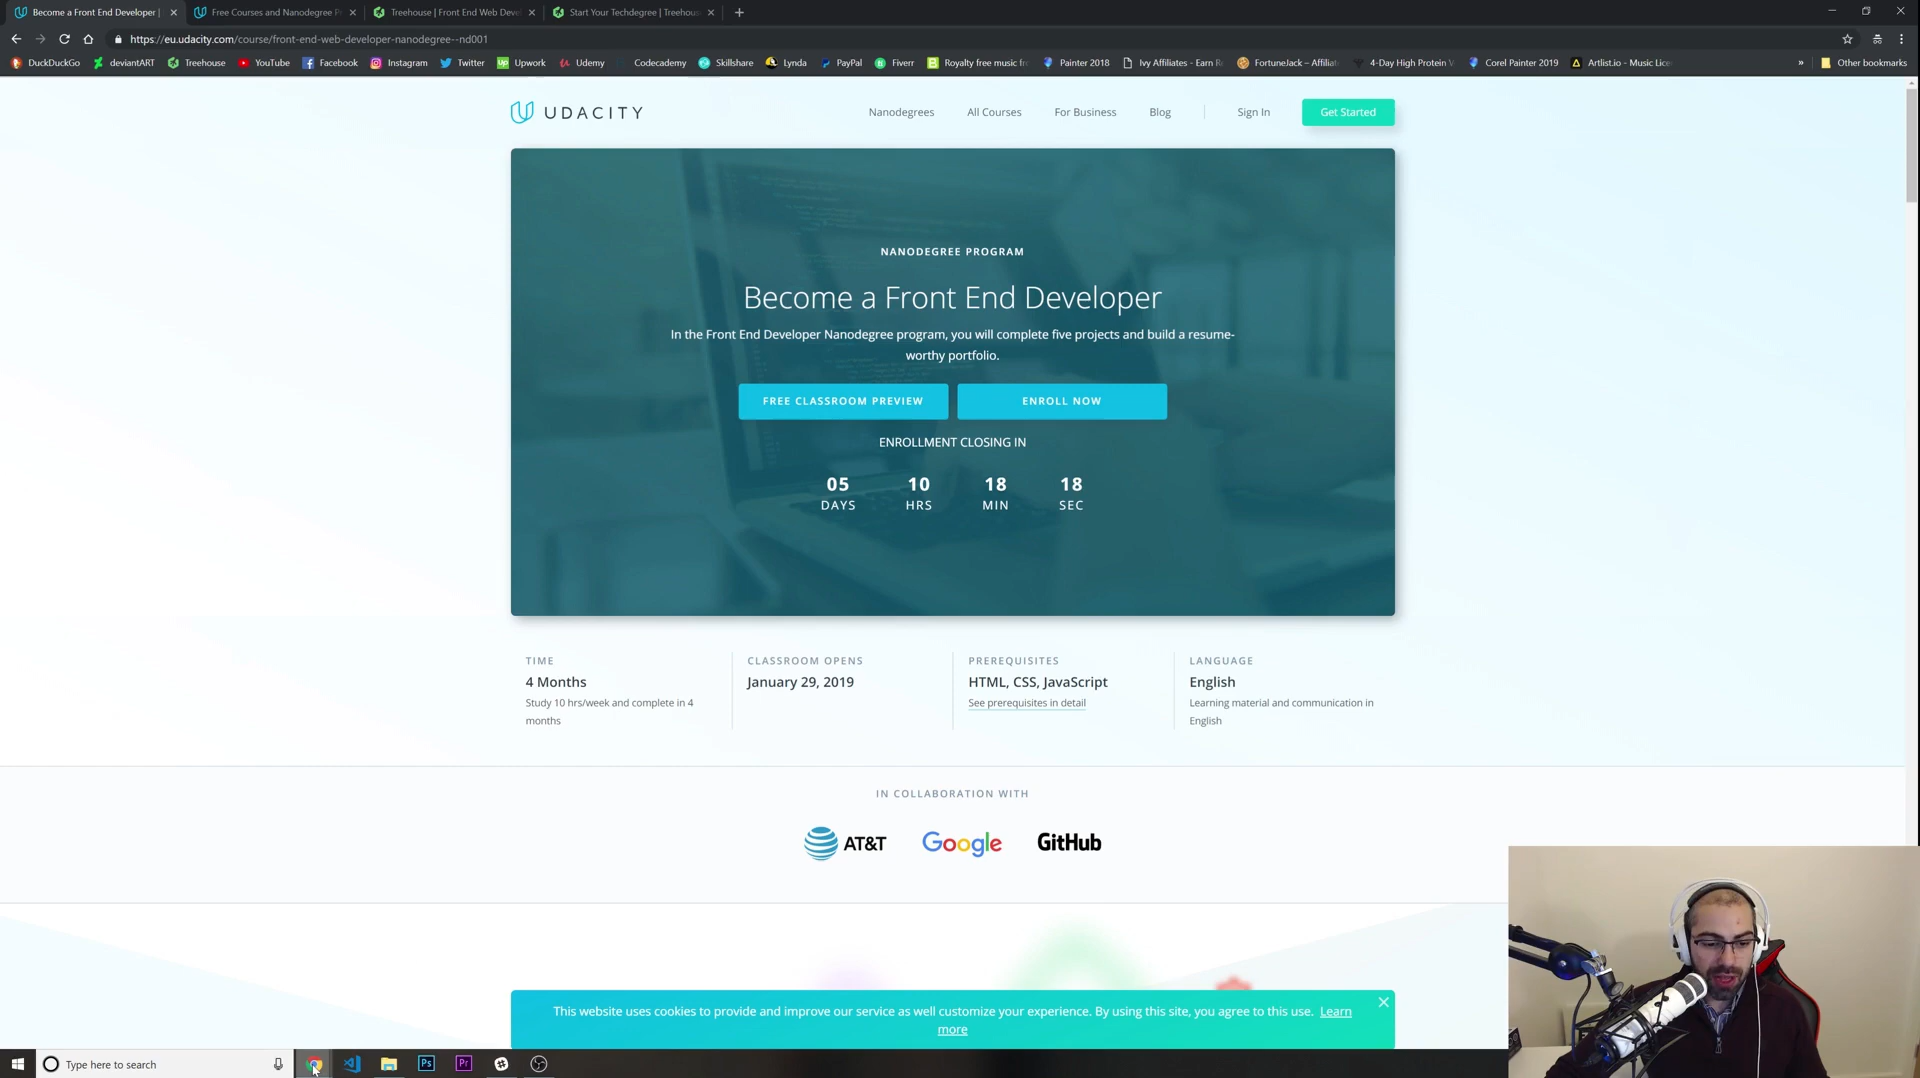 Become a Front End Developer |
Free Courses and Nanodegree P
Treehouse | Front End Web Devel
Start Your Techdegree | Treehous
https://eu.udacity.com/course/front-end-web-developer-nanodegree--nd001
DuckDuckGo
deviantART
Treehouse
YouTube
Facebook
Instagram
Twitter
Up Upwork
Udemy
Codecademy
Skillshare
Lynda
PayPal
Fiverr
Royalty free music fr
Painter 2018
Ivy Affiliates - Earn R
FortuneJack – Affiliat
4-Day High Protein V
Corel Painter 2019
Artlist.io - Music Lice
»
Other bookmarks
UDACITY
Nanodegrees
All Courses
For Business
Blog
Sign In
Get Started
NANODEGREE PROGRAM
Become a Front End Developer
In the Front End Developer Nanodegree program, you will complete five projects and build a resume-
worthy portfolio.
FREE CLASSROOM PREVIEW
ENROLL NOW
ENROLLMENT CLOSING IN
05 10 18 18
DAYS HRS MIN SEC
TIME
4 Months
Study 10 hrs/week and complete in 4
months
CLASSROOM OPENS
January 29, 2019
PREREQUISITES
HTML, CSS, JavaScript
See prerequisites in detail
LANGUAGE
English
Learning material and communication in
English
IN COLLABORATION WITH
AT&T
Google
GitHub
This website uses cookies to provide and improve our service as well customize your experience. By using this site, you agree to this use. Learn
more
Type here to search
Ps
Pr